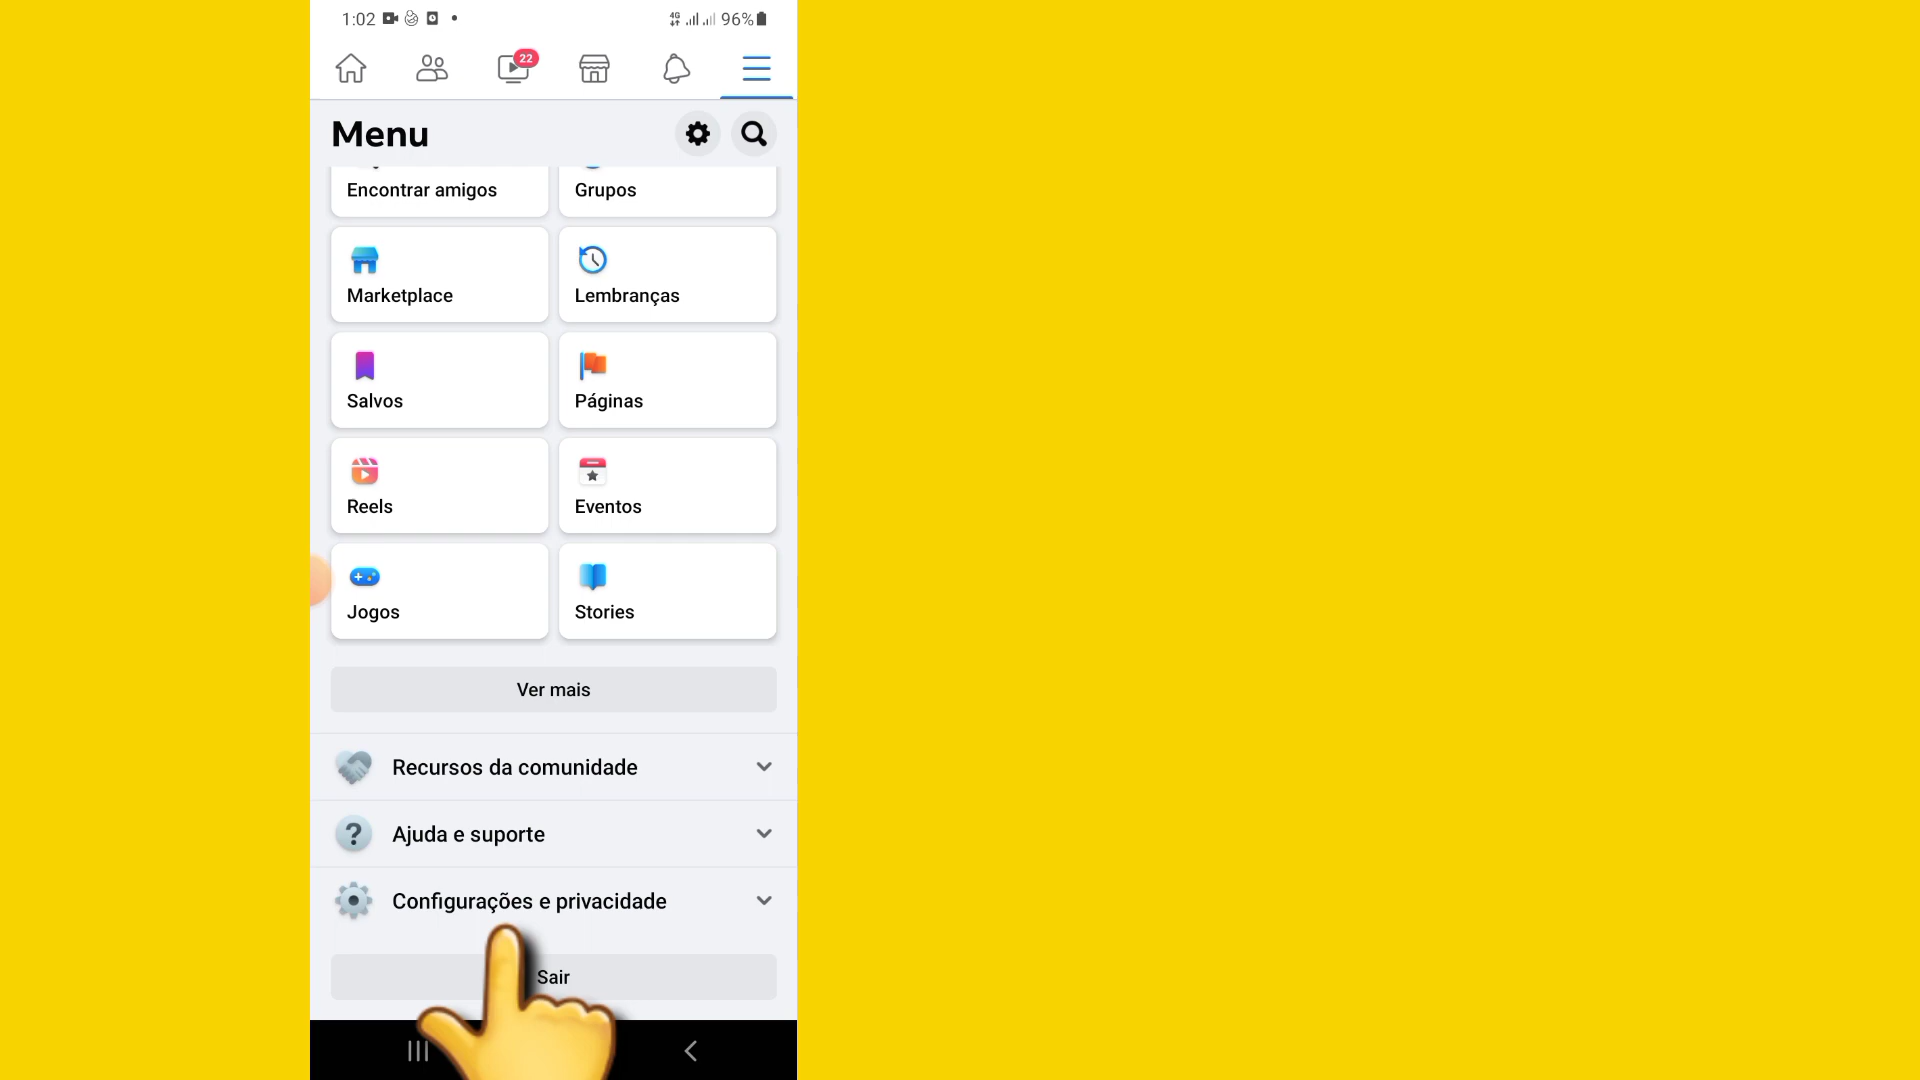 1:02 4G 96%
22
Menu
Encontrar amigos Grupos
Marketplace Lembranças
Salvos Páginas
Reels Eventos
Jogos Stories
Ver mais
Recursos da comunidade
? Ajuda e suporte
Configurações e privacidade
Sair